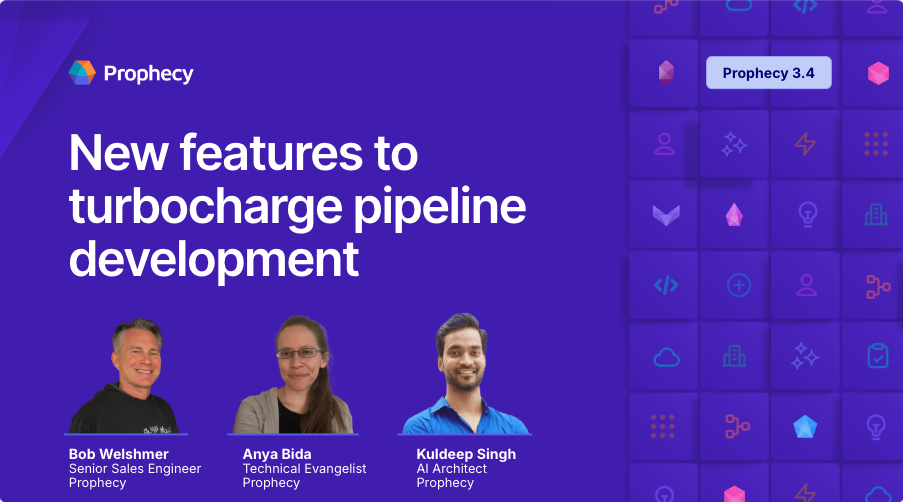 Prophecy
Prophecy 3.4
New features to
turbocharge pipeline
development
Bob Welshmer
Senior Sales Engineer
Prophecy
Anya Bida
Technical Evangelist
Prophecy
Kuldeep Singh
AI Architect
Prophecy